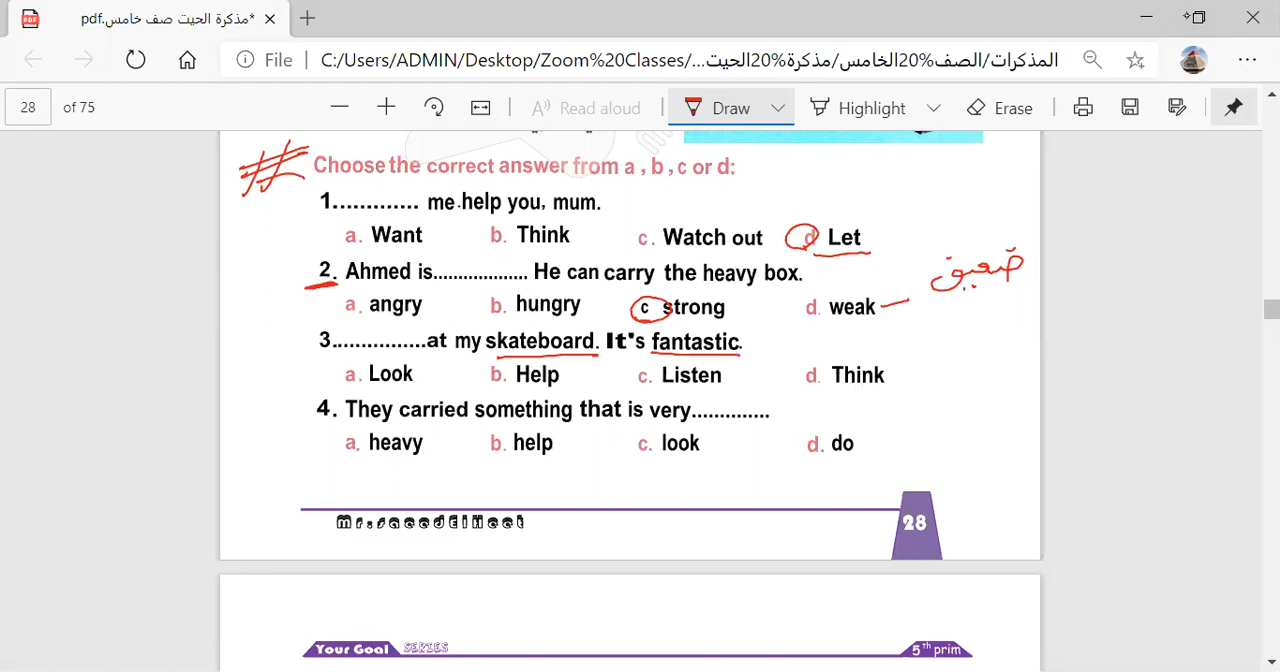 *مذكرة الحيت صف خامس.pdf
File
C:/Users/ADMIN/Desktop/Zoom%20Classes/المذكرات/الصف%20الخامس/مذكرة%20الحيت...
28 of 75
Read aloud
Draw
Highlight
Erase
Choose the correct answer from a , b , c or d:
1............. me help you, mum.
a. Want b. Think c. Watch out d Let
2. Ahmed is................... He can carry the heavy box.
ضعيف
a. angry b. hungry c strong d. weak
3................at my skateboard. It's fantastic.
a. Look b. Help c. Listen d. Think
4. They carried something that is very..............
a. heavy b. help c. look d. do
28
Your Goal SERIES
5th prim